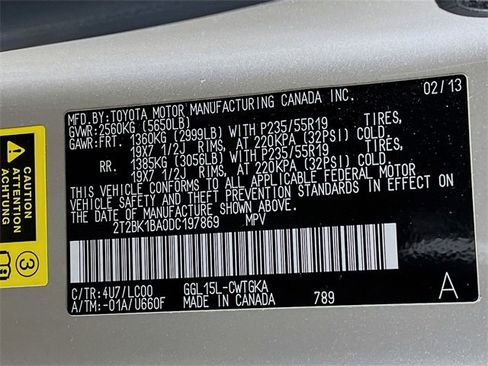 MFD.BY:TOYOTA MOTOR MANUFACTURING CANADA INC. 02/13
GVWR:2560KG (5650LB)
GAWR:FRT. 1360KG (2999LB) WITH P235/55R19 TIRES,
19X7 1/2J RIMS, AT 220KPA (32PSI) COLD.
RR. 1385KG (3056LB) WITH P235/55R19 TIRES,
19X7 1/2J RIMS, AT 220KPA (32PSI) COLD.
THIS VEHICLE CONFORMS TO ALL APPLICABLE FEDERAL MOTOR
VEHICLE SAFETY AND THEFT PREVENTION STANDARDS IN EFFECT
ON THE DATE OF MANUFACTURE SHOWN ABOVE.
2T2BK1BA0DC197869 MPV
C/TR:4U7/LC00 GGL15L-CWTGKA
A/TM:-01A/U660F MADE IN CANADA 789 A
CAUTION
ATTENTION
ACHTUNG
3